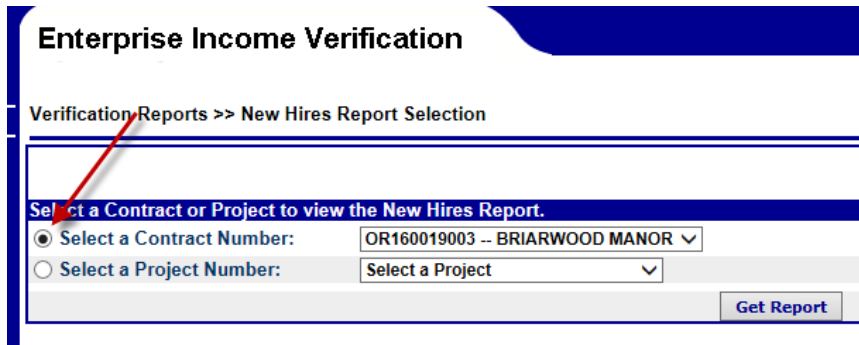 Enterprise Income Verification
Verification Reports >> New Hires Report Selection
Select a Contract or Project to view the New Hires Report.
Select a Contract Number: OR160019003 -- BRIARWOOD MANOR
Select a Project Number: Select a Project
Get Report